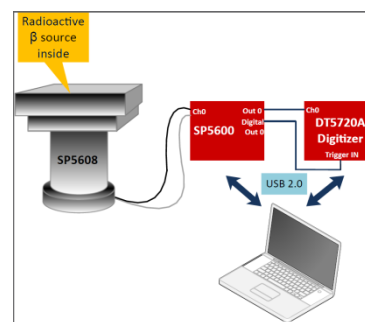 Radioactive
β source
inside
SP5608
Ch0
Out 0
Digital
Out 0
SP5600
Ch0
DT5720A
Digitizer
Trigger IN
USB 2.0